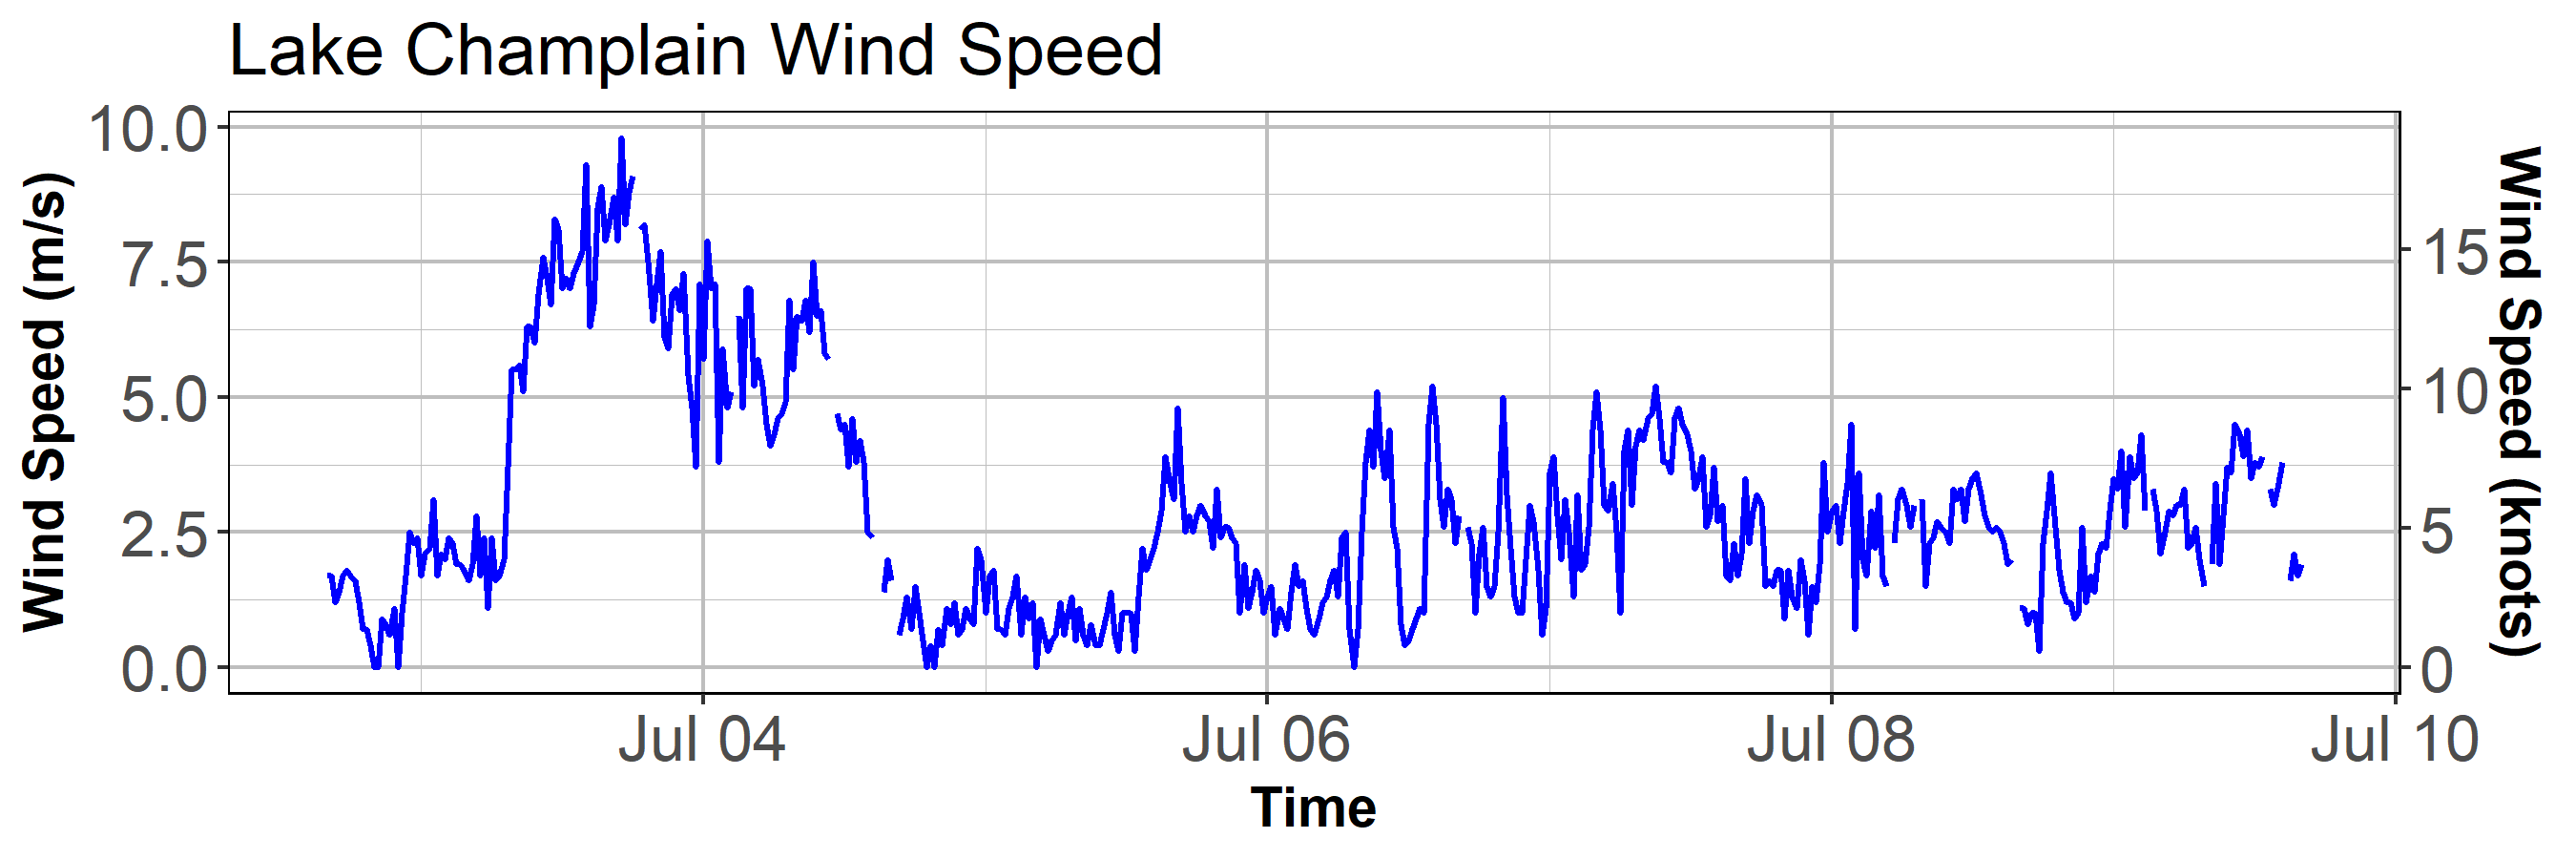 Lake Champlain Wind Speed
Wind Speed (m/s)
10.0
7.5
5.0
2.5
0.0
15
10
5
0
Wind Speed (knots)
Jul 04
Jul 06
Jul 08
Jul 10
Time